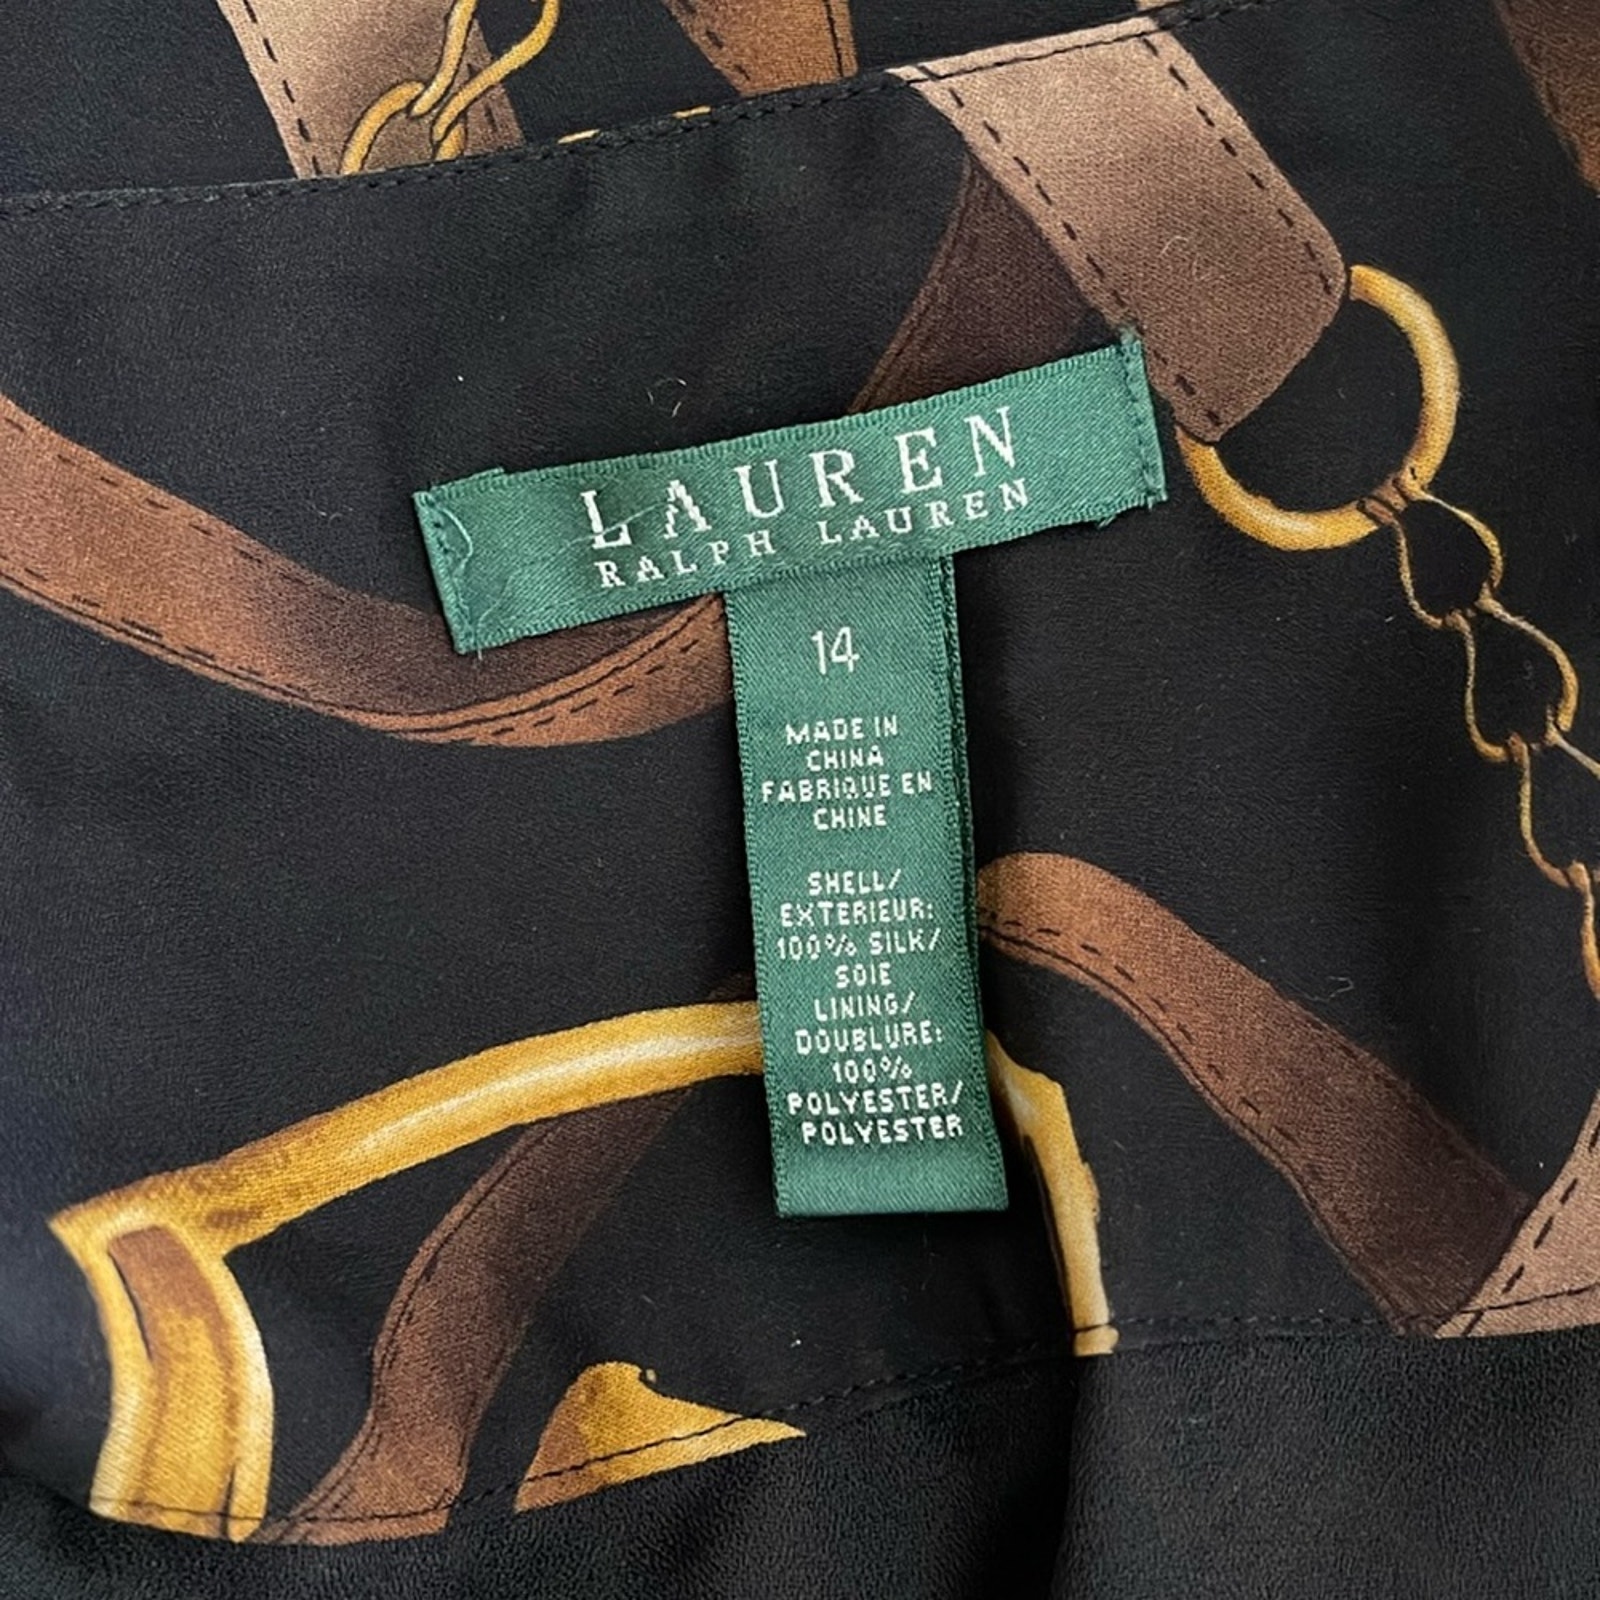 LAUREN
RALPH LAUREN
14
MADE IN
CHINA
FABRIQUE EN
CHINE
SHELL/
EXTERIEUR:
100% SILK/
SOIE
LINING/
DOUBLURE:
100%
POLYESTER/
POLYESTER